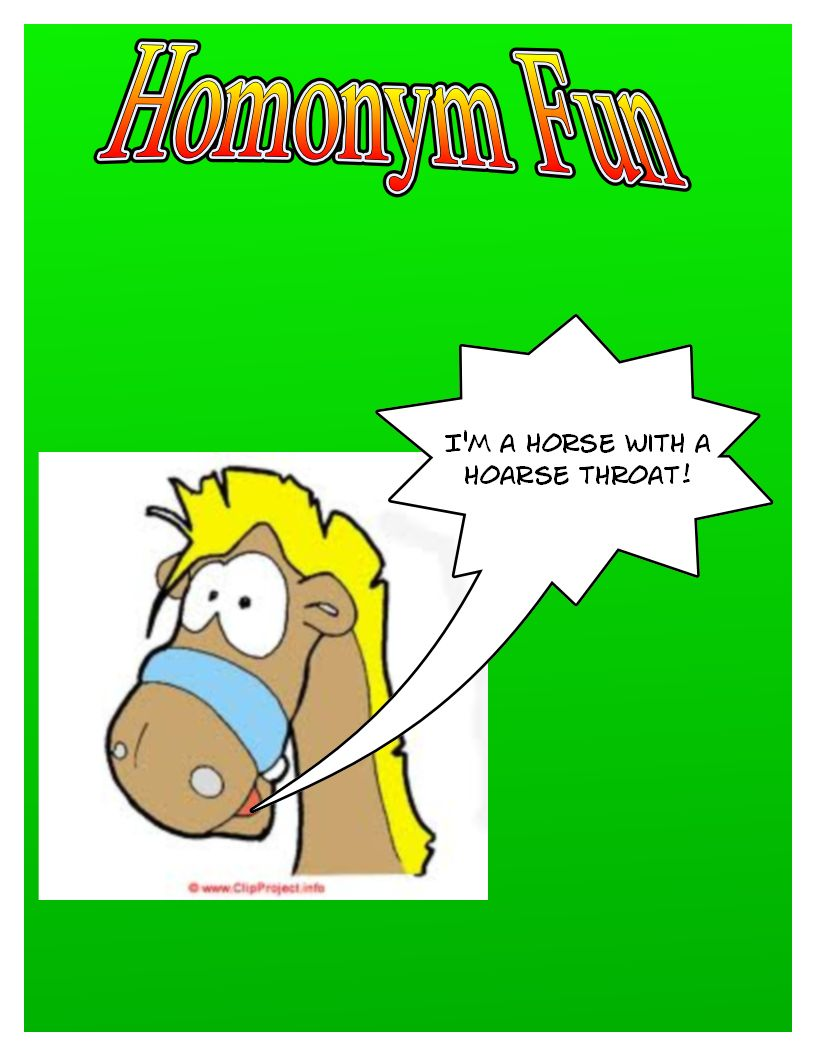 Homonym Fun
I'M A HORSE WITH A
HOARSE THROAT!
© www.ClipProject.info